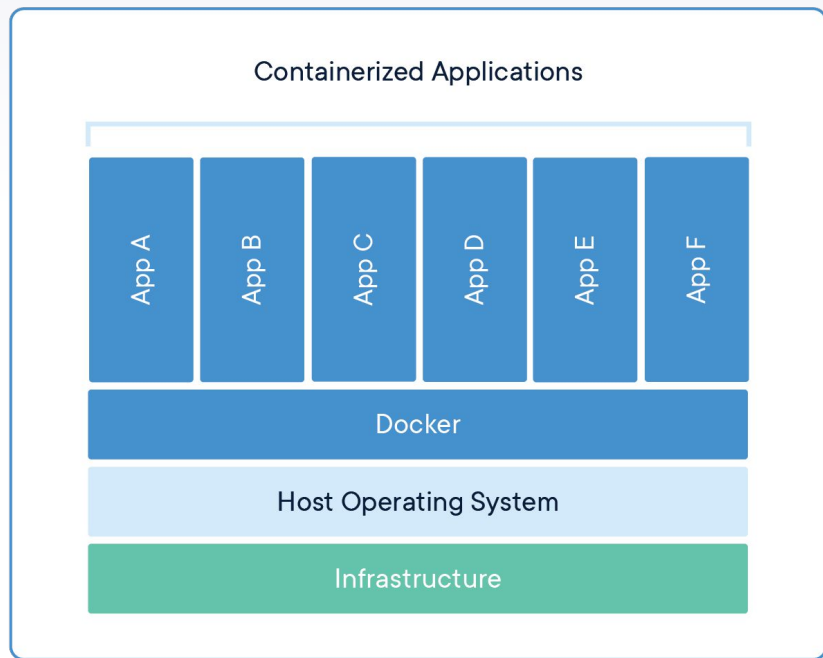 Containerized Applications
App A
App B
App C
App D
App E
App F
Docker
Host Operating System
Infrastructure